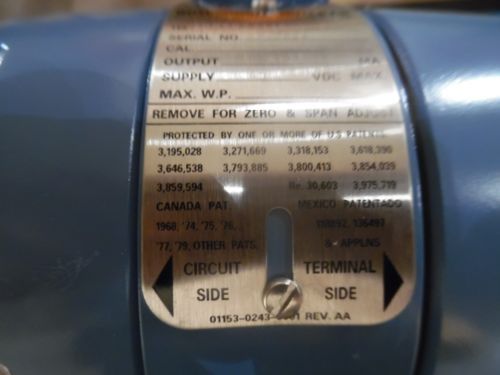 SERIAL NO.
CAL.
OUTPUT MA
SUPPLY VDC MAX
MAX. W.P.
REMOVE FOR ZERO & SPAN ADJUST
PROTECTED BY ONE OR MORE OF U.S. PATENTS
3,195,028 3,271,669 3,318,153 3,618,390
3,646,538 3,793,885 3,800,413 3,854,039
3,859,594 Re. 30,603 3,975,719
CANADA PAT. MEXICO PATENTADO
1968, '74, '75, '76, 136497
'77, '79, OTHER PATS. & APPLNS
CIRCUIT TERMINAL
SIDE SIDE
REV. AA